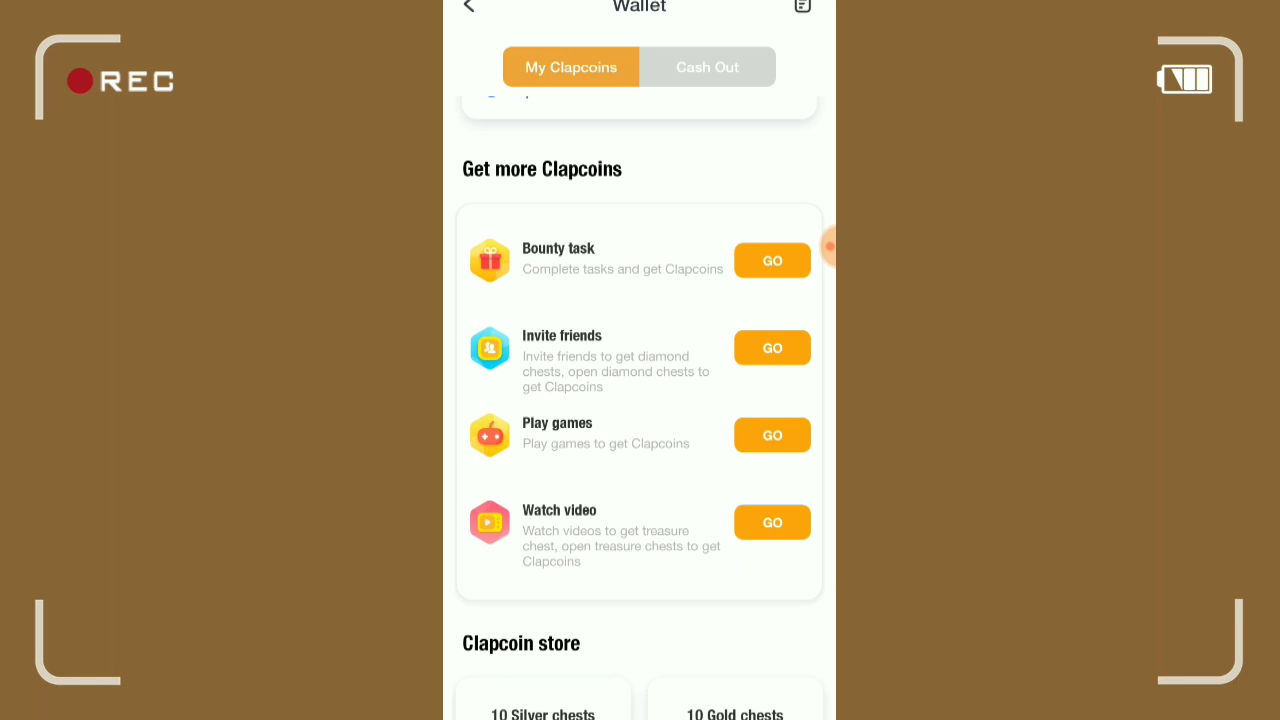 Wallet
REC
My Clapcoins
Cash Out
Get more Clapcoins
Bounty task
Complete tasks and get Clapcoins
GO
Invite friends
Invite friends to get diamond
chests, open diamond chests to
get Clapcoins
GO
Play games
Play games to get Clapcoins
GO
Watch video
Watch videos to get treasure
chest, open treasure chests to get
Clapcoins
GO
Clapcoin store
10 Silver chests
10 Gold chests